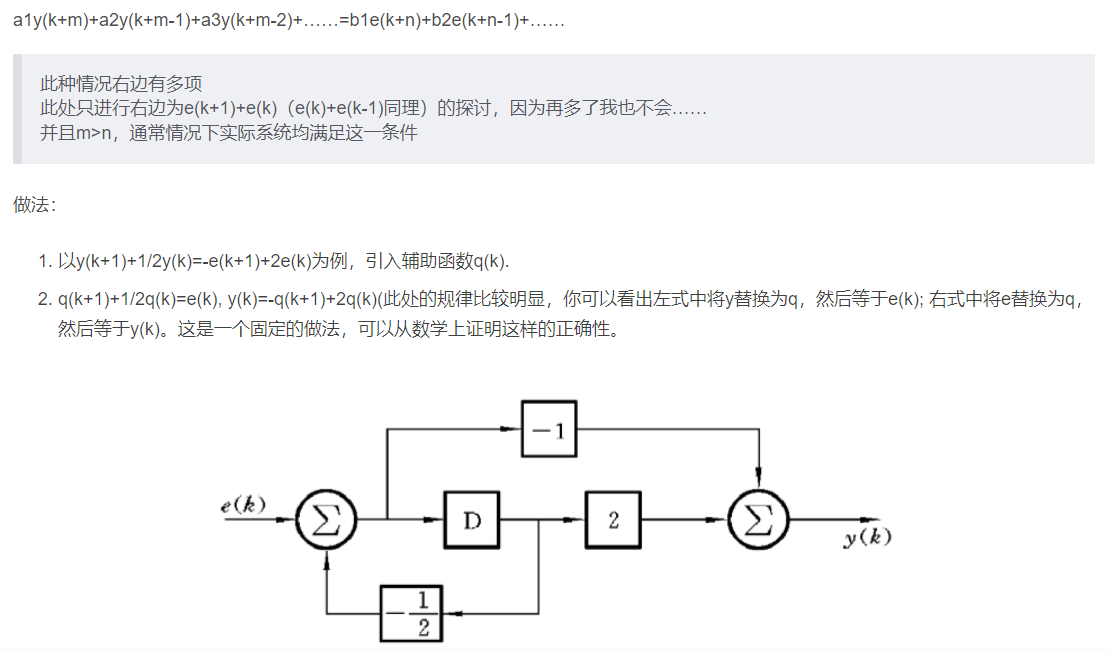 a1y(k+m)+a2y(k+m-1)+a3y(k+m-2)+……=b1e(k+n)+b2e(k+n-1)+……
此种情况右边有多项
此处只进行右边为e(k+1)+e(k)（e(k)+e(k-1)同理）的探讨，因为再多了我也不会……
并且m>n，通常情况下实际系统均满足这一条件
做法：
1. 以y(k+1)+1/2y(k)=-e(k+1)+2e(k)为例，引入辅助函数q(k).
2. q(k+1)+1/2q(k)=e(k), y(k)=-q(k+1)+2q(k)(此处的规律比较明显，你可以看出左式中将y替换为q，然后等于e(k); 右式中将e替换为q，
然后等于y(k)。这是一个固定的做法，可以从数学上证明这样的正确性。
-1
e(k)
Σ
D
2
Σ
y(k)
-1/2